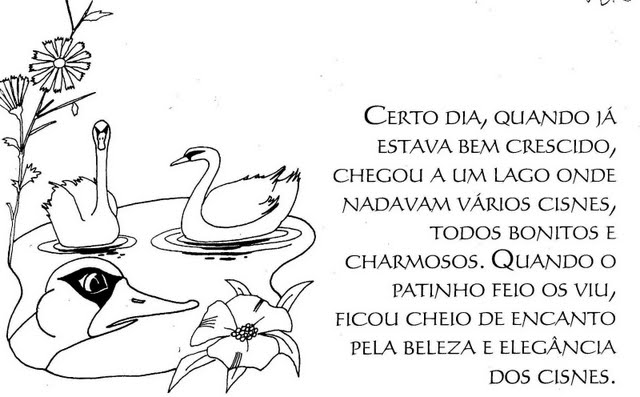 CERTO DIA, QUANDO JÁ
ESTAVA BEM CRESCIDO,
CHEGOU A UM LAGO ONDE
NADAVAM VÁRIOS CISNES,
TODOS BONITOS E
CHARMOSOS. QUANDO O
PATINHO FEIO OS VIU,
FICOU CHEIO DE ENCANTO
PELA BELEZA E ELEGÂNCIA
DOS CISNES.